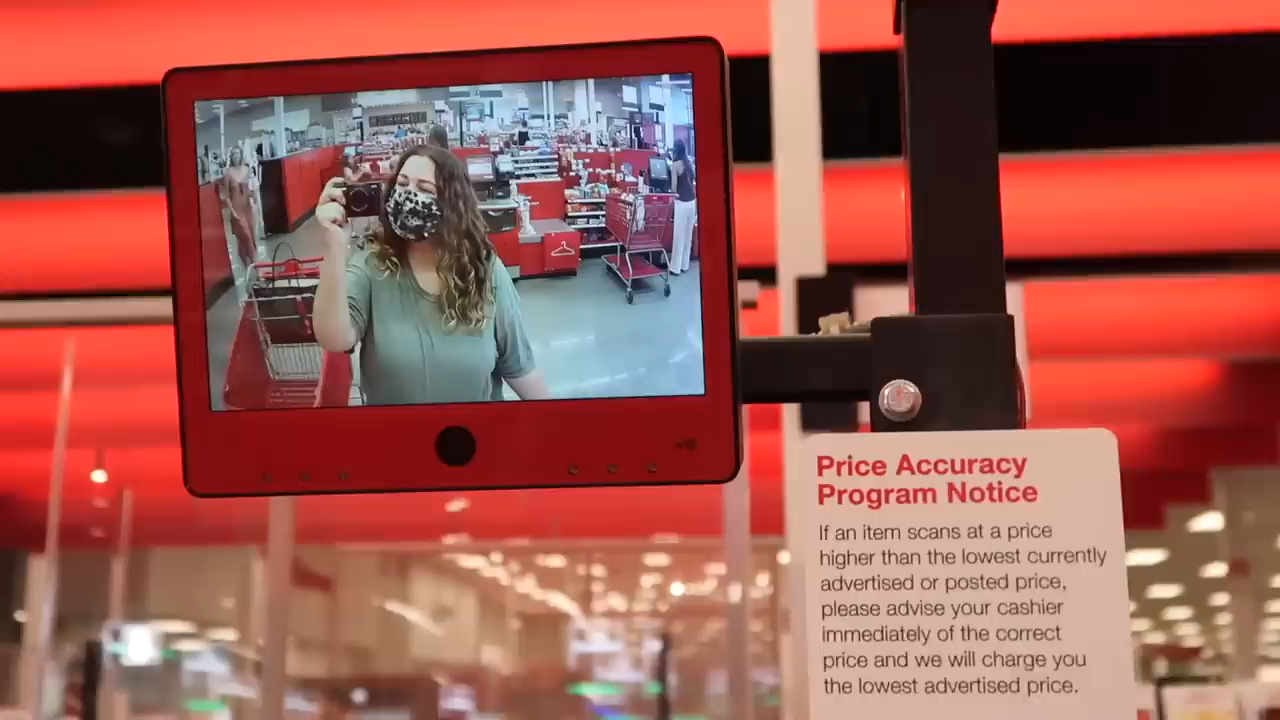 Price Accuracy
Program Notice
If an item scans at a price
higher than the lowest currently
advertised or posted price,
please advise your cashier
immediately of the correct
price and we will charge you
the lowest advertised price.